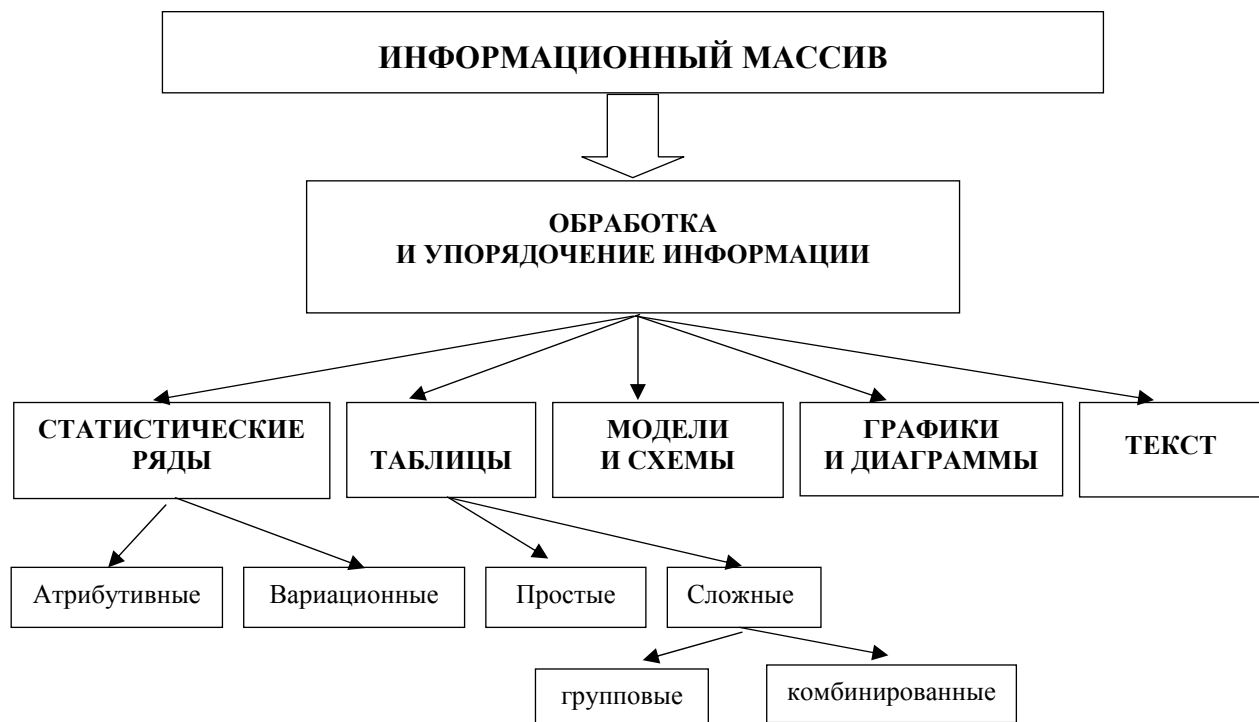 ИНФОРМАЦИОННЫЙ МАССИВ
ОБРАБОТКА
И УПОРЯДОЧЕНИЕ ИНФОРМАЦИИ
СТАТИСТИЧЕСКИЕ
РЯДЫ
ТАБЛИЦЫ
МОДЕЛИ
И СХЕМЫ
ГРАФИКИ
И ДИАГРАММЫ
ТЕКСТ
Атрибутивные
Вариационные
Простые
Сложные
групповые
комбинированные